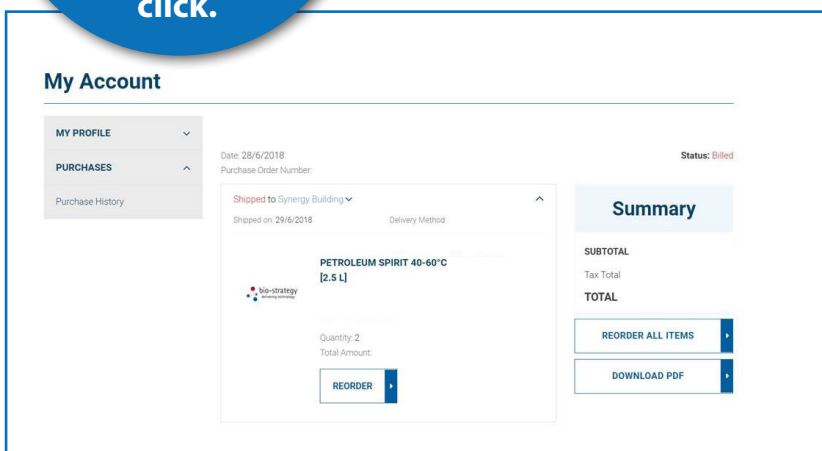 click.
My Account
MY PROFILE
PURCHASES
Purchase History
Date: 28/6/2018
Purchase Order Number:
Status: Billed
Shipped to Synergy Building
Shipped on: 29/6/2018 Delivery Method:
bio-strategy
delivering technology
PETROLEUM SPIRIT 40-60°C
[2.5 L]
Quantity: 2
Total Amount:
REORDER
Summary
SUBTOTAL
Tax Total
TOTAL
REORDER ALL ITEMS
DOWNLOAD PDF